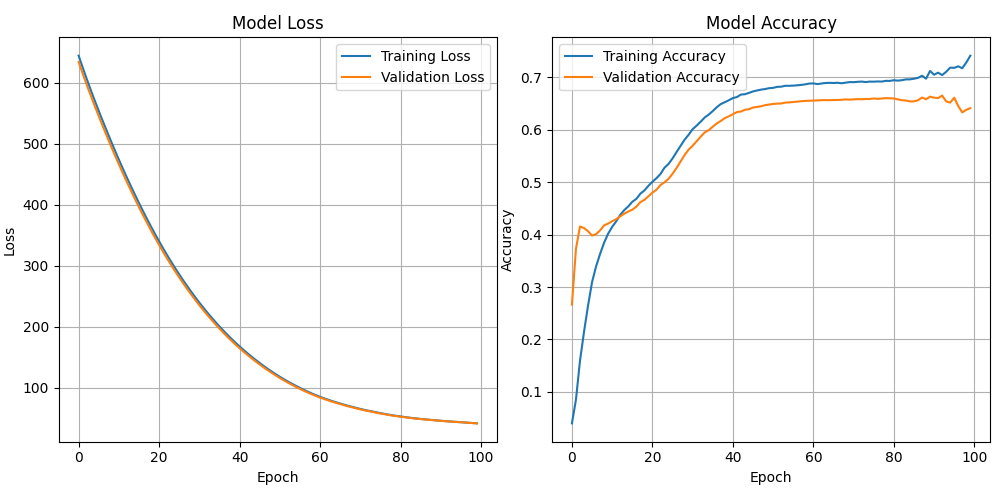 Model Loss
Training Loss
Validation Loss
600
500
400
300
200
100
0
20
40
60
80
100
Epoch
Loss
Model Accuracy
Training Accuracy
Validation Accuracy
0.7
0.6
0.5
0.4
0.3
0.2
0.1
0
20
40
60
80
100
Epoch
Accuracy